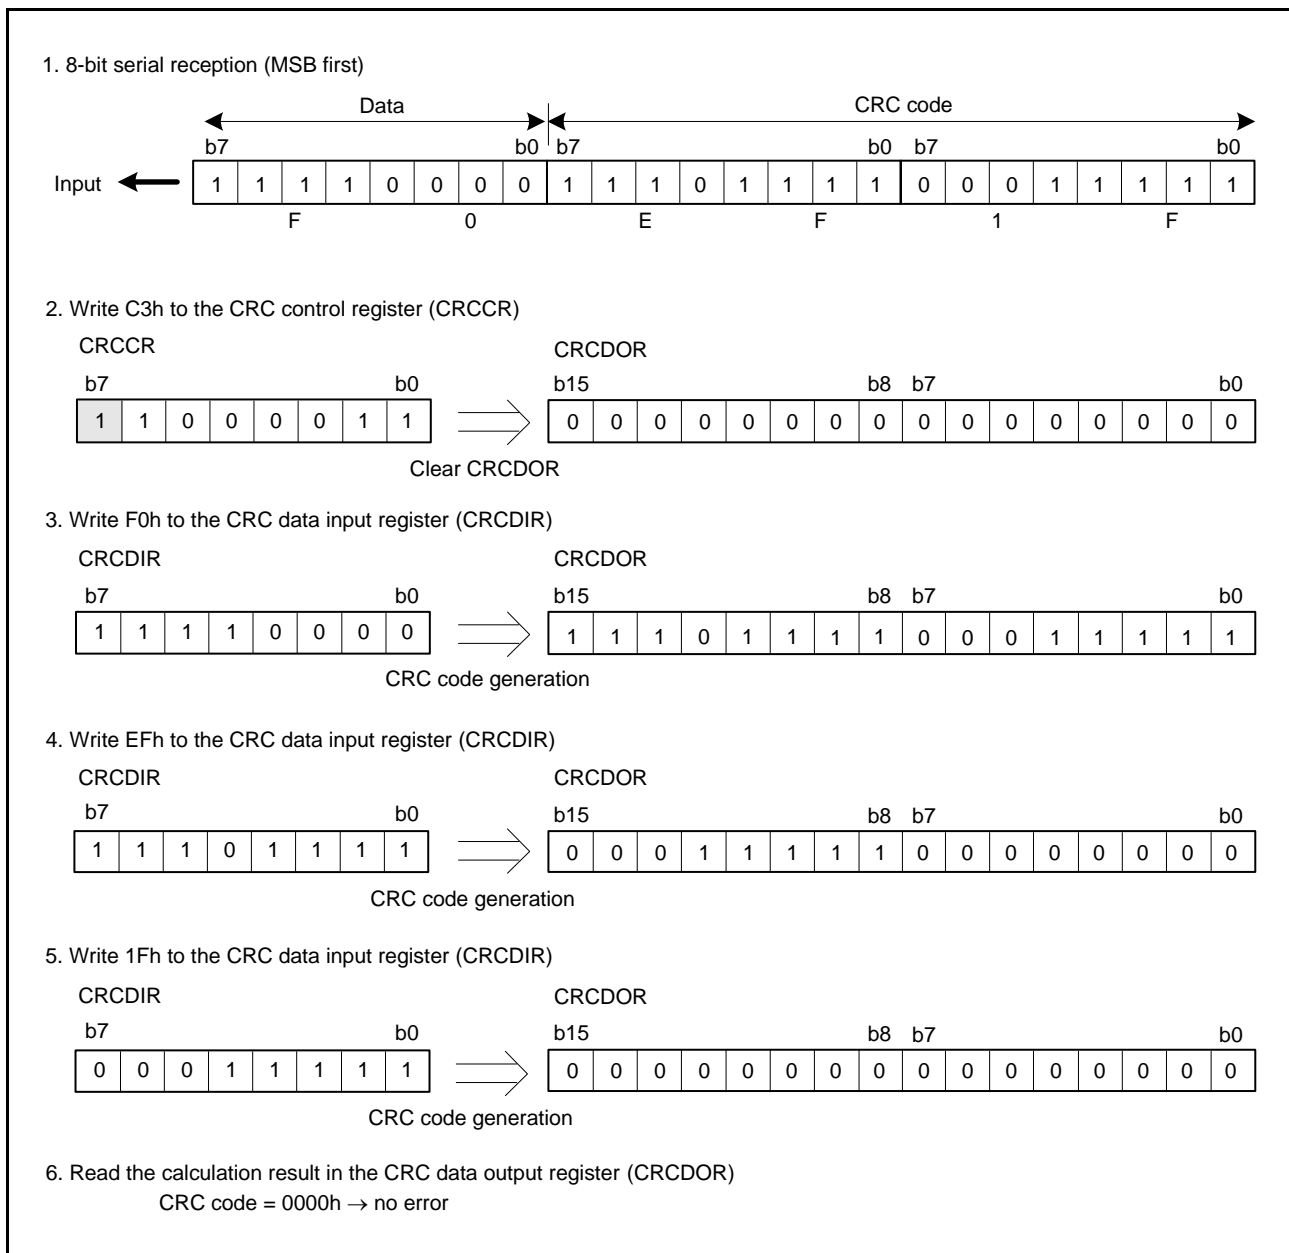 1. 8-bit serial reception (MSB first)
Data CRC code
b7 b0 b7 b0 b7 b0
Input 1 1 1 1 0 0 0 0 1 1 1 0 1 1 1 1 0 0 0 1 1 1 1 1
F 0 E F 1 F
2. Write C3h to the CRC control register (CRCCR)
CRCCR CRCDOR
b7 b0 b15 b8 b7 b0
1 1 0 0 0 0 1 1 0 0 0 0 0 0 0 0 0 0 0 0 0 0 0 0
Clear CRCDOR
3. Write F0h to the CRC data input register (CRCDIR)
CRCDIR CRCDOR
b7 b0 b15 b8 b7 b0
1 1 1 1 0 0 0 0 1 1 1 0 1 1 1 1 0 0 0 1 1 1 1 1
CRC code generation
4. Write EFh to the CRC data input register (CRCDIR)
CRCDIR CRCDOR
b7 b0 b15 b8 b7 b0
1 1 1 0 1 1 1 1 0 0 0 1 1 1 1 1 0 0 0 0 0 0 0 0
CRC code generation
5. Write 1Fh to the CRC data input register (CRCDIR)
CRCDIR CRCDOR
b7 b0 b15 b8 b7 b0
0 0 0 1 1 1 1 1 0 0 0 0 0 0 0 0 0 0 0 0 0 0 0 0
CRC code generation
6. Read the calculation result in the CRC data output register (CRCDOR)
CRC code = 0000h → no error